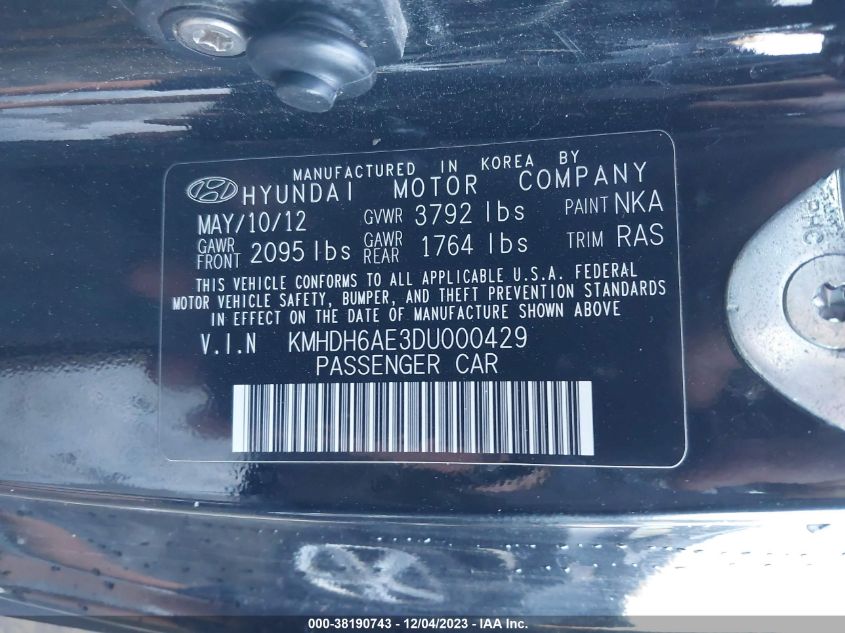 MANUFACTURED IN KOREA BY
HYUNDAI MOTOR COMPANY
MAY/10/12 GVWR 3792 lbs PAINT NKA
GAWR FRONT 2095 lbs GAWR REAR 1764 lbs TRIM RAS
THIS VEHICLE CONFORMS TO ALL APPLICABLE U.S.A. FEDERAL
MOTOR VEHICLE SAFETY, BUMPER, AND THEFT PREVENTION STANDARDS
IN EFFECT ON THE DATE OF MANUFACTURE SHOWN ABOVE
V.I.N KMHDH6AE3DU000429
PASSENGER CAR
000-38190743 - 12/04/2023 - IAA Inc.